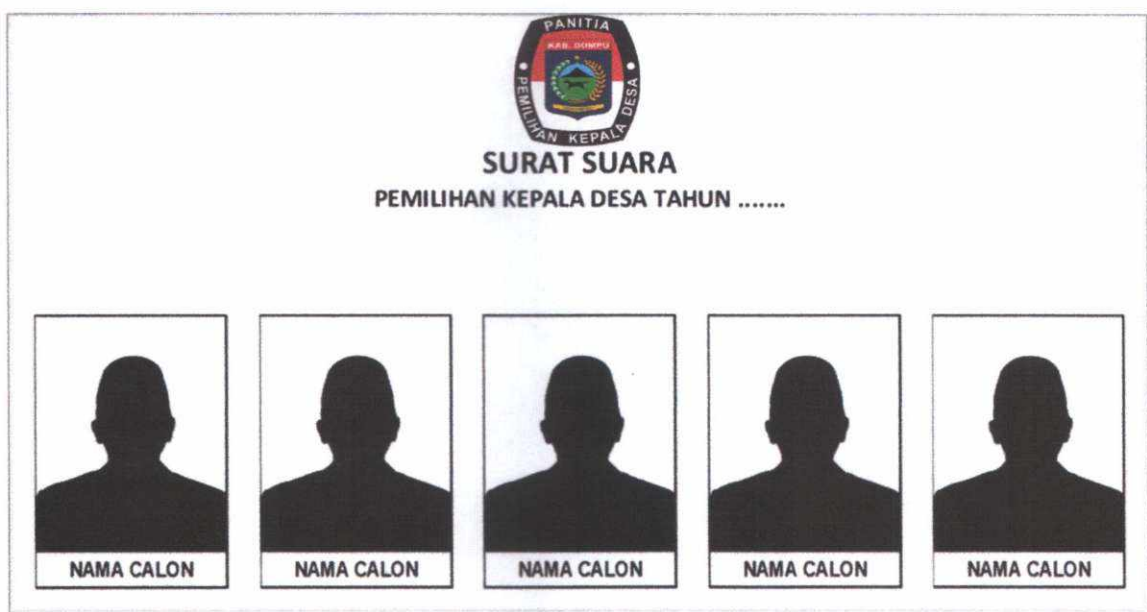 PANITIA
KAB. DOMPU
PEMILIHAN KEPALA DESA
SURAT SUARA
PEMILIHAN KEPALA DESA TAHUN .......
NAMA CALON NAMA CALON NAMA CALON NAMA CALON NAMA CALON